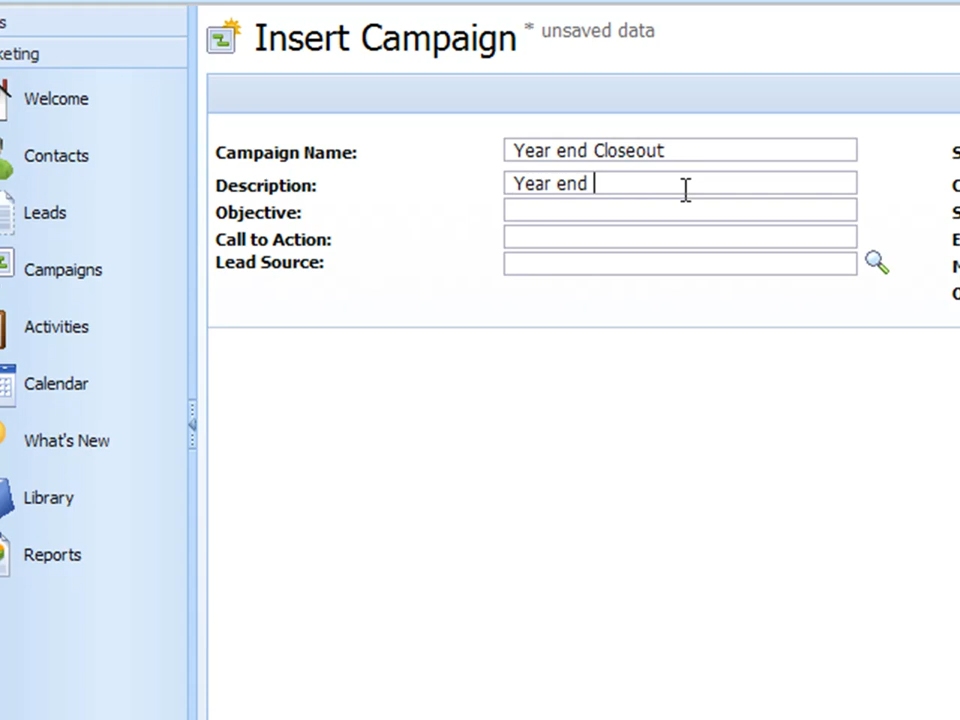 s
keting
Welcome
Contacts
Leads
Campaigns
Activities
Calendar
What's New
Library
Reports
Insert Campaign * unsaved data
Campaign Name: Year end Closeout
Description: Year end
Objective:
Call to Action:
Lead Source:
S
S
E